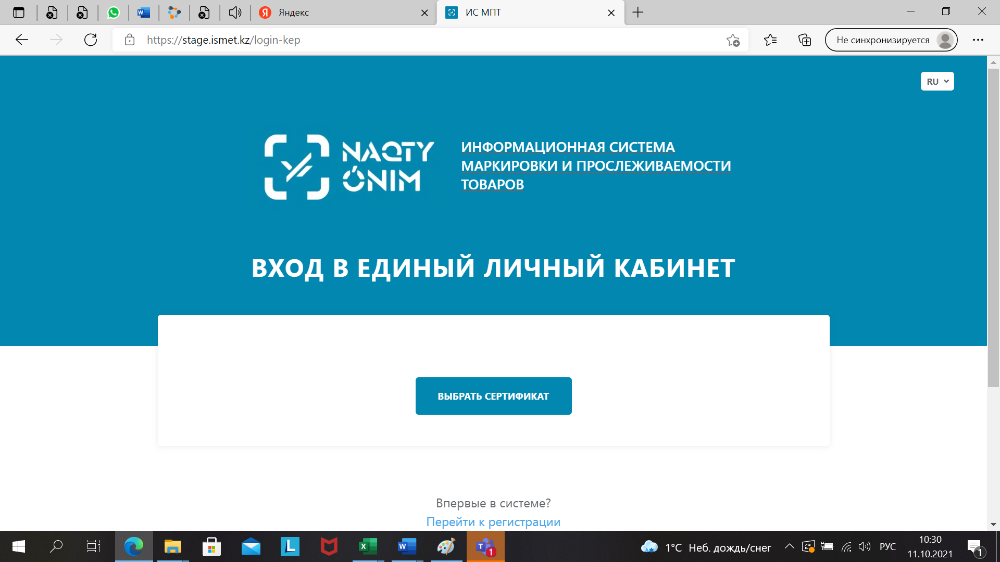 Яндекс
ИС МПТ
https://stage.ismet.kz/login-kep
Не синхронизируется
RU
NAQTY
ÓNIM
ИНФОРМАЦИОННАЯ СИСТЕМА
МАРКИРОВКИ И ПРОСЛЕЖИВАЕМОСТИ
ТОВАРОВ
ВХОД В ЕДИНЫЙ ЛИЧНЫЙ КАБИНЕТ
ВЫБРАТЬ СЕРТИФИКАТ
Впервые в системе?
Перейти к регистрации
1°C Неб. дождь/снег
РУС
10:30
11.10.2021
1